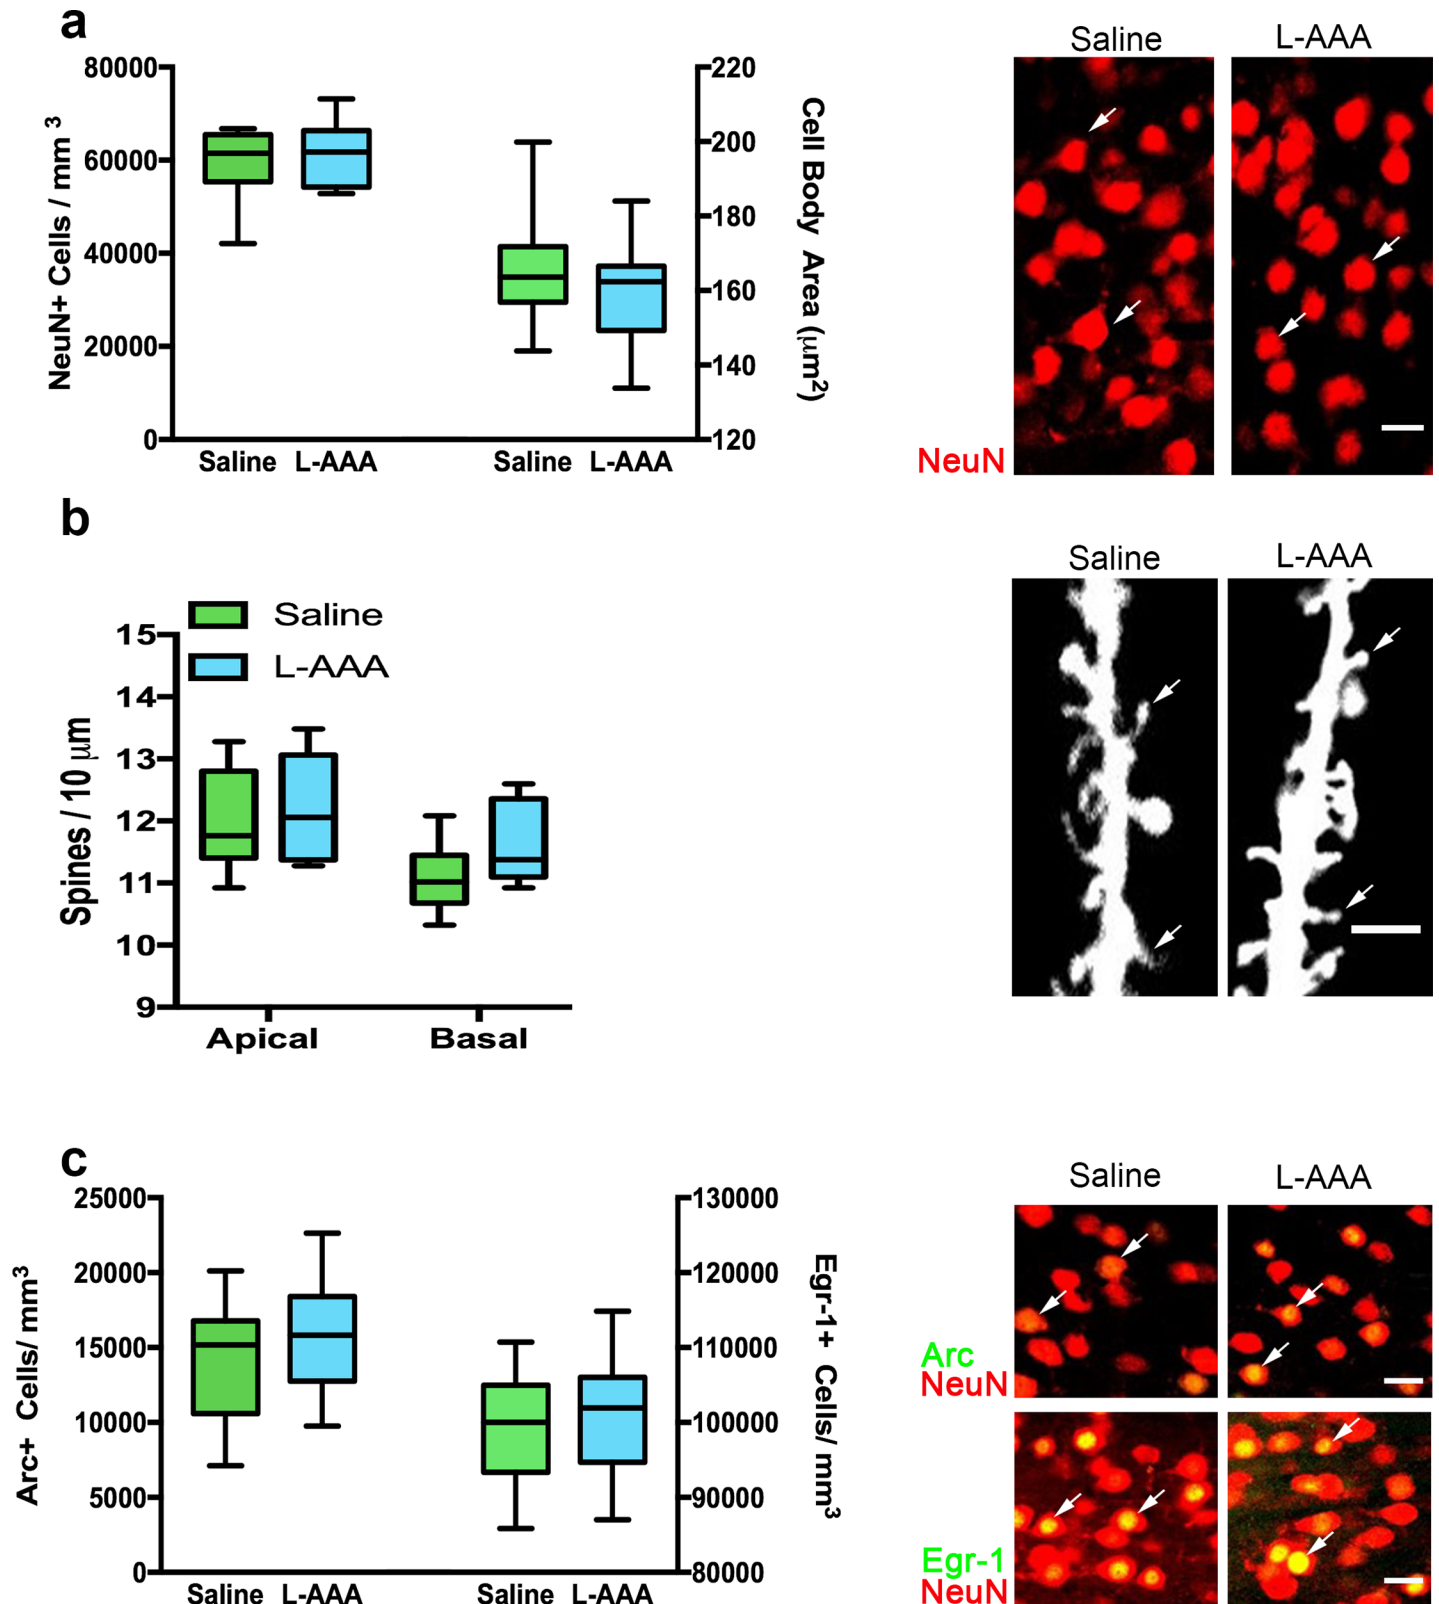 a
Saline
L-AAA
80000
60000
40000
20000
0
NeuN+ Cells / mm 3
220
200
180
160
140
120
Cell Body Area (μm2)
Saline L-AAA
Saline L-AAA
NeuN
b
Saline
L-AAA
Saline
L-AAA
15
14
13
12
11
10
9
Spines / 10 μm
Apical
Basal
c
Saline
L-AAA
25000
20000
15000
10000
5000
0
Arc+ Cells/ mm3
130000
120000
110000
100000
90000
80000
Egr-1+ Cells/ mm3
Saline L-AAA
Saline L-AAA
Arc
NeuN
Egr-1
NeuN